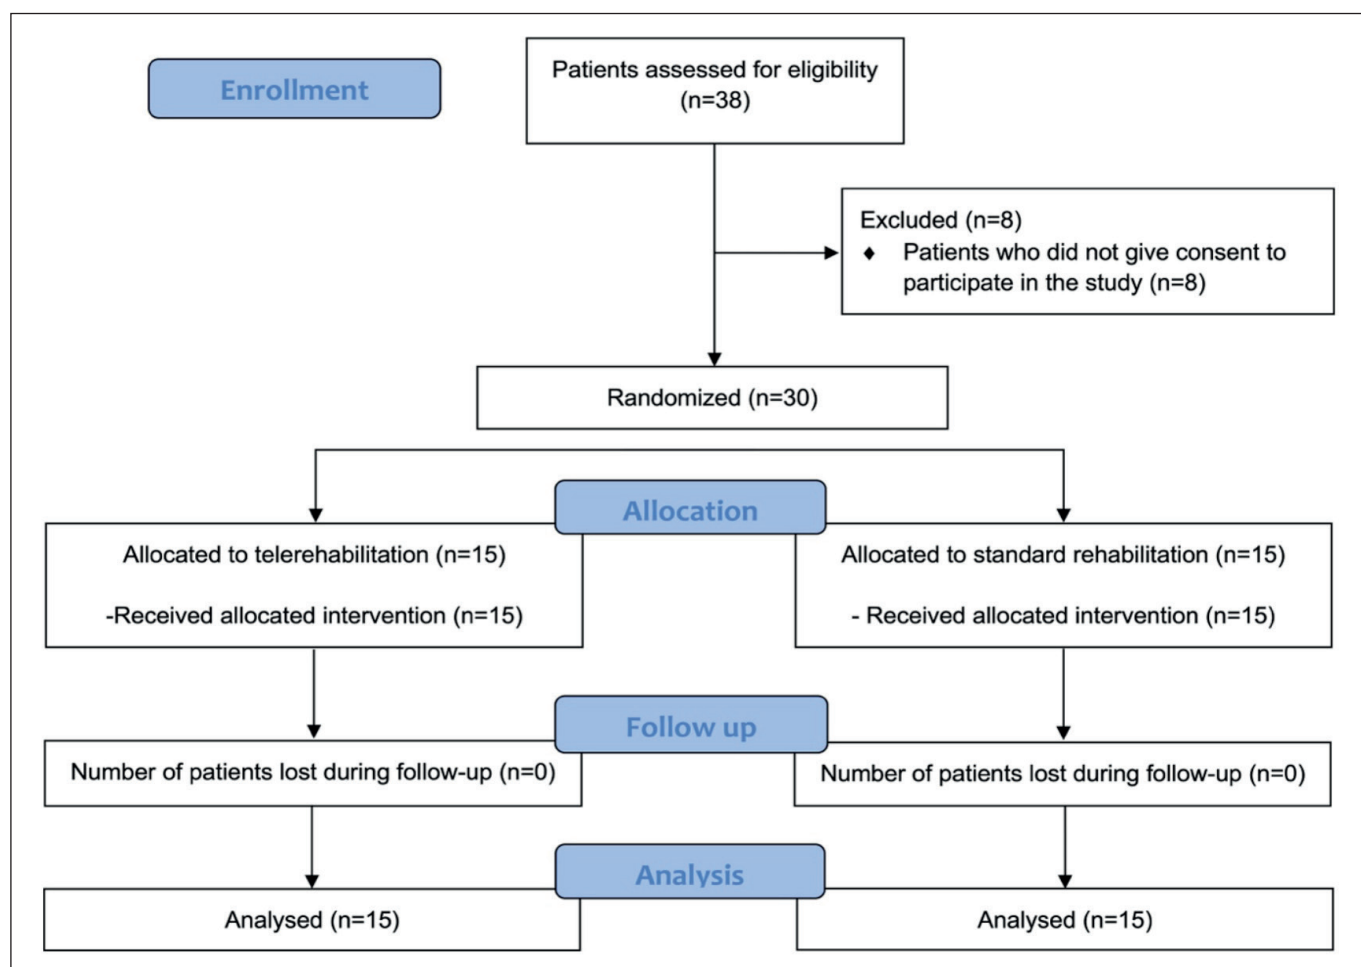 Enrollment
Patients assessed for eligibility
(n=38)
Excluded (n=8)
♦ Patients who did not give consent to
participate in the study (n=8)
Randomized (n=30)
Allocation
Allocated to telerehabilitation (n=15)
-Received allocated intervention (n=15)
Allocated to standard rehabilitation (n=15)
- Received allocated intervention (n=15)
Follow up
Number of patients lost during follow-up (n=0)
Number of patients lost during follow-up (n=0)
Analysis
Analysed (n=15)
Analysed (n=15)